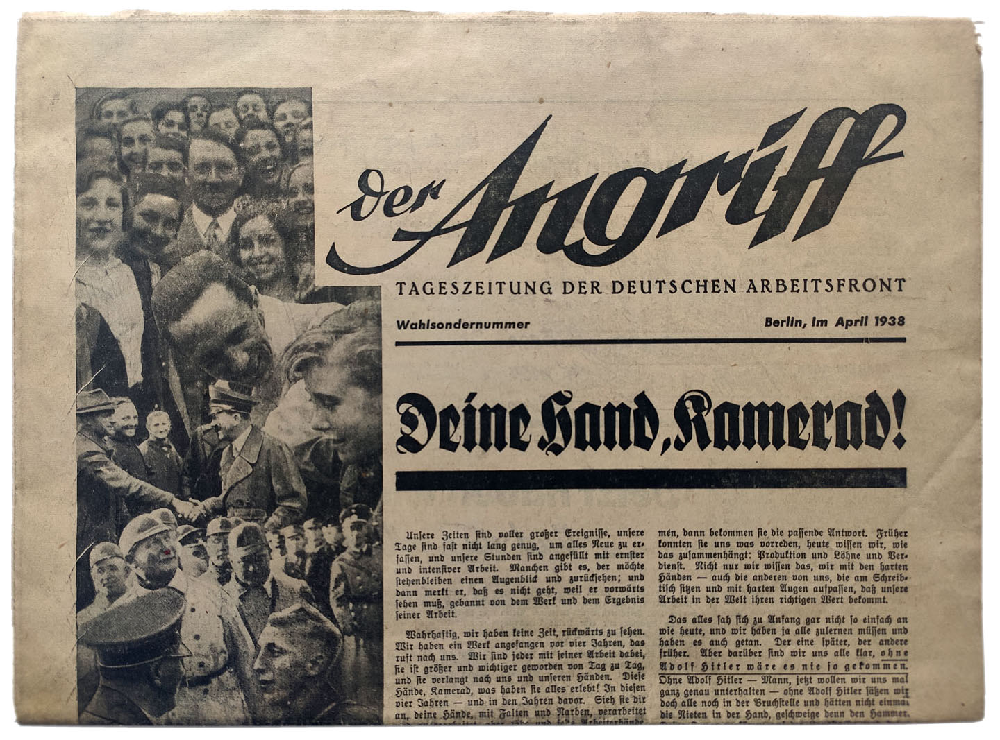 der Angriff
TAGESZEITUNG DER DEUTSCHEN ARBEITSFRONT
Wahlsondernummer
Berlin, im April 1938
Deine Hand, Kamerad!
Unsere Zeiten sind voller großer Ereignisse, unsere
Tage sind fast nicht lang genug, um alles Neue zu er-
fassen, und unsere Stunden sind angefüllt mit ernster
und intensiver Arbeit. Manchen gibt es, der möchte
stehenbleiben einen Augenblick und zurücksehen; und
dann merkt er, daß es nicht geht, weil er vorwärts
sehen muß, gebannt von dem Werk und dem Ergebnis
seiner Arbeit.
Wahrhaftig, wir haben keine Zeit, rückwärts zu sehen.
Wir haben ein Werk angefangen vor vier Jahren, das
ruft nach uns. Wir sind jeder mit seiner Arbeit dabei,
sie ist größer und wichtiger geworden von Tag zu Tag,
und sie verlangt nach uns und unseren Händen. Diese
Hände, Kamerad, was haben sie alles erlebt! In diesen
vier Jahren — und in den Jahren davor. Sieh sie dir
an, deine Hände, mit Falten und Narben, verarbeitet
men, dann bekommen sie die passende Antwort. Früher
konnten sie uns was vorreden, heute wissen wir, wie
das zusammenhängt: Produktion und Löhne und Ver-
dienst. Nicht nur wir wissen das, wir mit den harten
Händen — auch die anderen von uns, die am Schreib-
tisch sitzen und mit harten Augen aufpassen, daß unsere
Arbeit in der Welt ihren richtigen Wert bekommt.
Das alles sah sich zu Anfang gar nicht so einfach an
wie heute, und wir haben ja alle zulernen müssen und
haben es auch getan. Der eine später, der andere
früher. Aber darüber sind wir uns alle klar, ohne
Adolf Hitler wäre es nie so gekommen.
Ohne Adolf Hitler — Mann, jetzt wollen wir uns mal
ganz genau unterhalten — ohne Adolf Hitler säßen wir
doch alle noch in der Bruchstelle und hätten nicht einmal
die Nieten in der Hand, geschweige denn den Hammer.